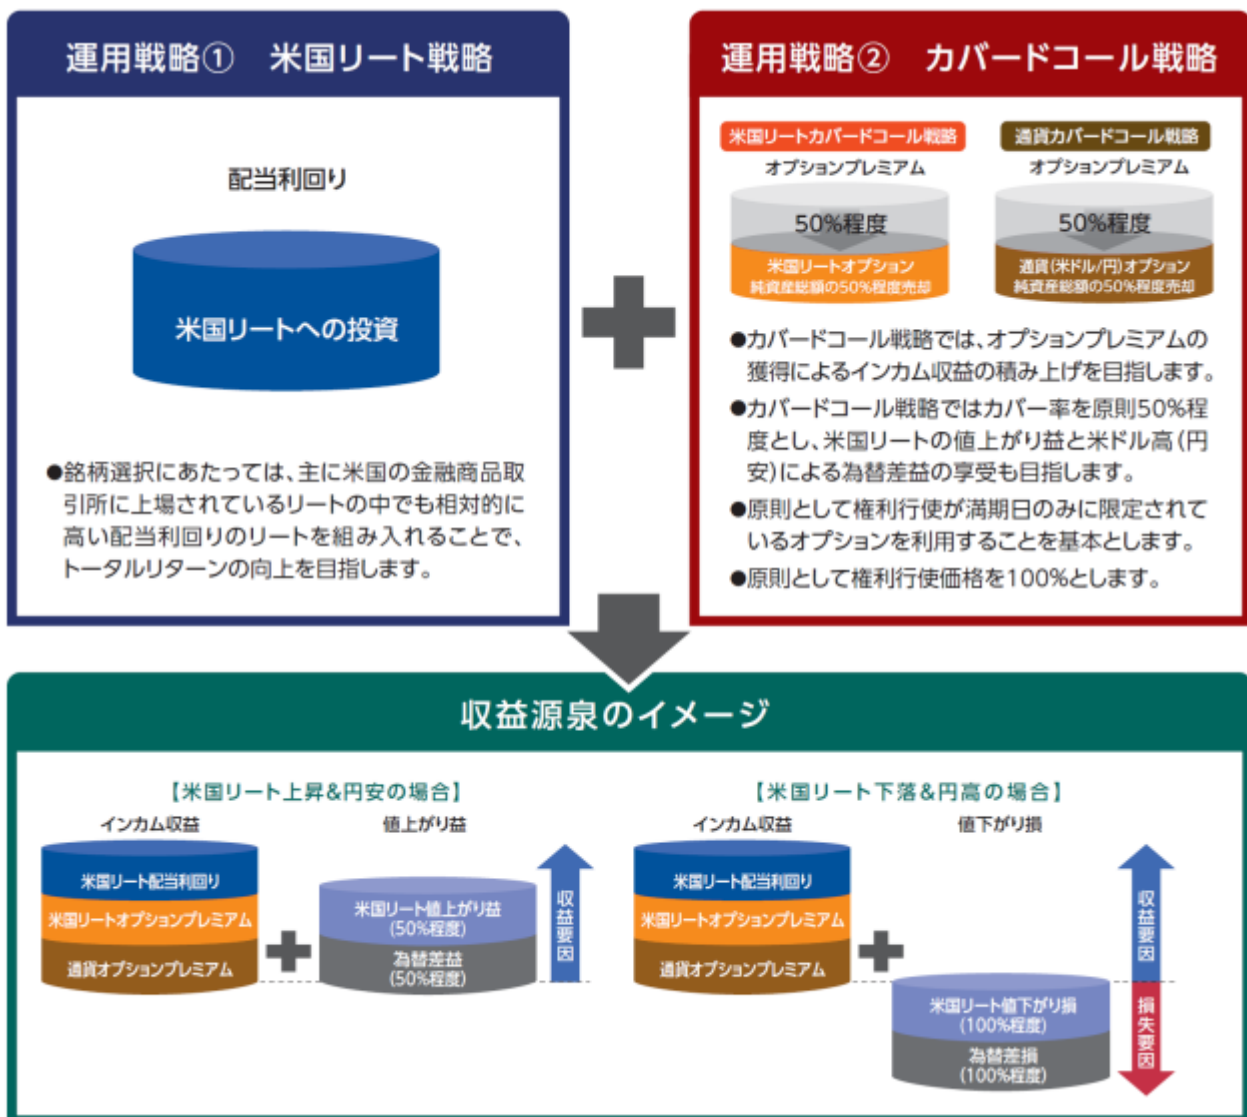 運用戦略① 米国リート戦略
配当利回り
米国リートへの投資
●銘柄選択にあたっては、主に米国の金融商品取
引所に上場されているリートの中でも相対的に
高い配当利回りのリートを組み入れることで、
トータルリターンの向上を目指します。
運用戦略② カバードコール戦略
米国リートカバードコール戦略
オプションプレミアム
50%程度
米国リートオプション
純資産総額の50%程度売却
通貨カバードコール戦略
オプションプレミアム
50%程度
通貨(米ドル/円)オプション
純資産総額の50%程度売却
●カバードコール戦略では、オプションプレミアムの
獲得によるインカム収益の積み上げを目指します。
●カバードコール戦略ではカバー率を原則50%程
度とし、米国リートの値上がり益と米ドル高(円
安)による為替差益の享受も目指します。
●原則として権利行使が満期日のみに限定されて
いるオプションを利用することを基本とします。
●原則として権利行使価格を100%とします。
収益源泉のイメージ
【米国リート上昇&円安の場合】
インカム収益
米国リート配当利回り
米国リートオプションプレミアム
通貨オプションプレミアム
値上がり益
米国リート値上がり益
(50%程度)
為替差益
(50%程度)
収益要因
【米国リート下落&円高の場合】
インカム収益
米国リート配当利回り
米国リートオプションプレミアム
通貨オプションプレミアム
値下がり損
米国リート値下がり損
(100%程度)
為替差損
(100%程度)
収益要因
損失要因